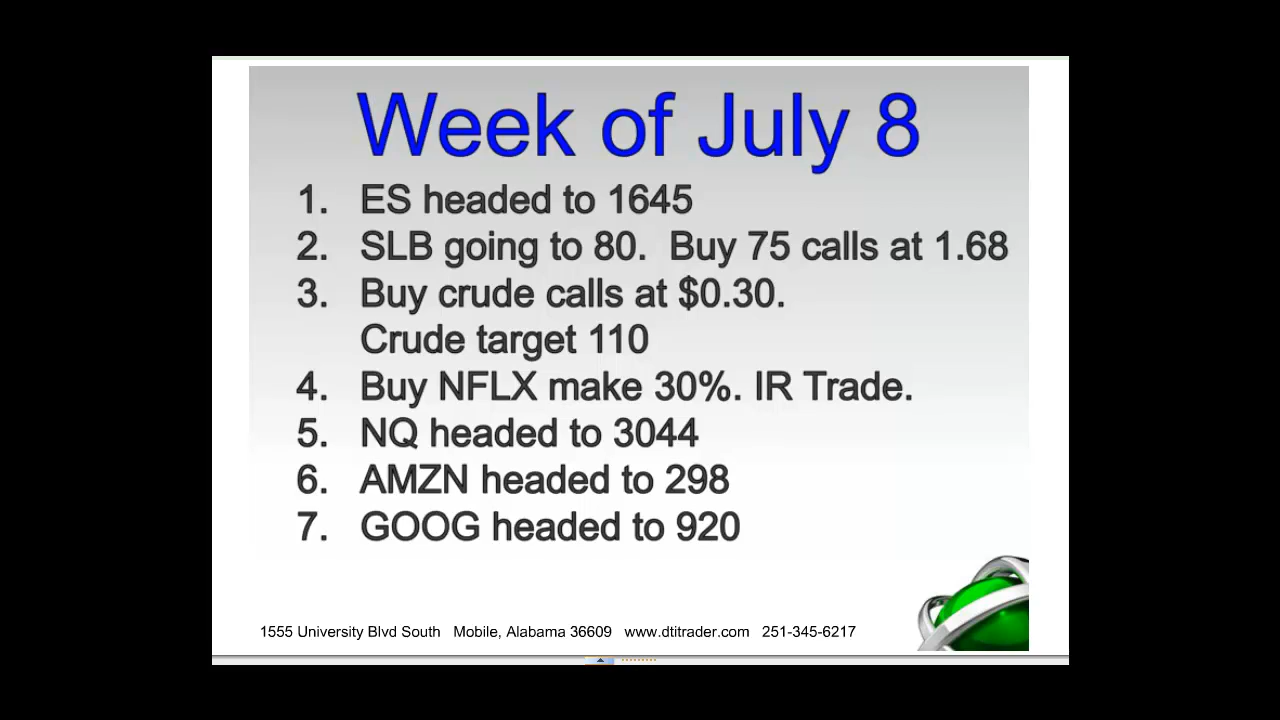 Week of July 8
1. ES headed to 1645
2. SLB going to 80. Buy 75 calls at 1.68
3. Buy crude calls at $0.30.
Crude target 110
4. Buy NFLX make 30%. IR Trade.
5. NQ headed to 3044
6. AMZN headed to 298
7. GOOG headed to 920
1555 University Blvd South Mobile, Alabama 36609 www.dtitrader.com 251-345-6217